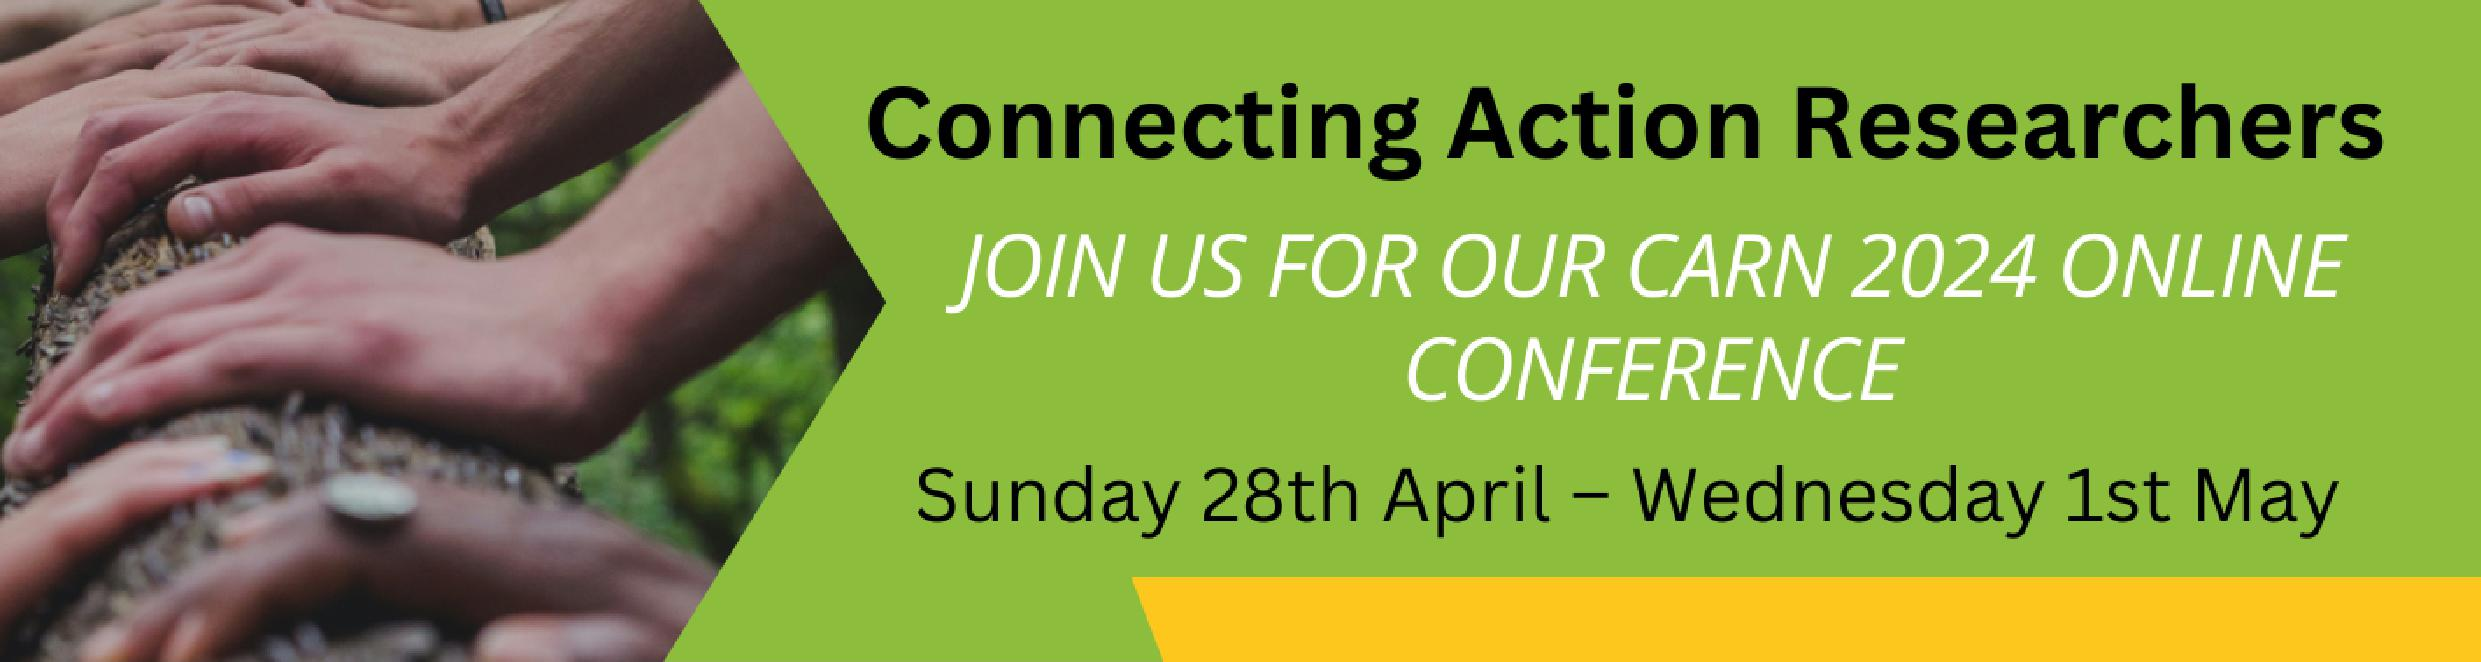 Connecting Action Researchers
JOIN US FOR OUR CARN 2024 ONLINE
CONFERENCE
Sunday 28th April – Wednesday 1st May